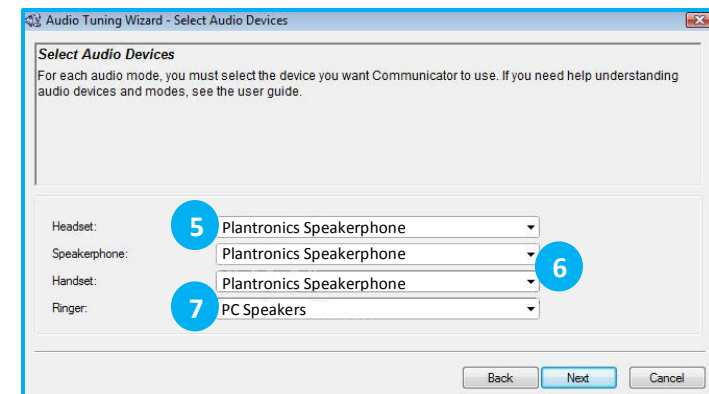 Audio Tuning Wizard - Select Audio Devices
Select Audio Devices
For each audio mode, you must select the device you want Communicator to use. If you need help understanding
audio devices and modes, see the user guide.
Headset: 5 Plantronics Speakerphone
Speakerphone: Plantronics Speakerphone
6
Handset: Plantronics Speakerphone
Ringer: 7 PC Speakers
Back Next Cancel